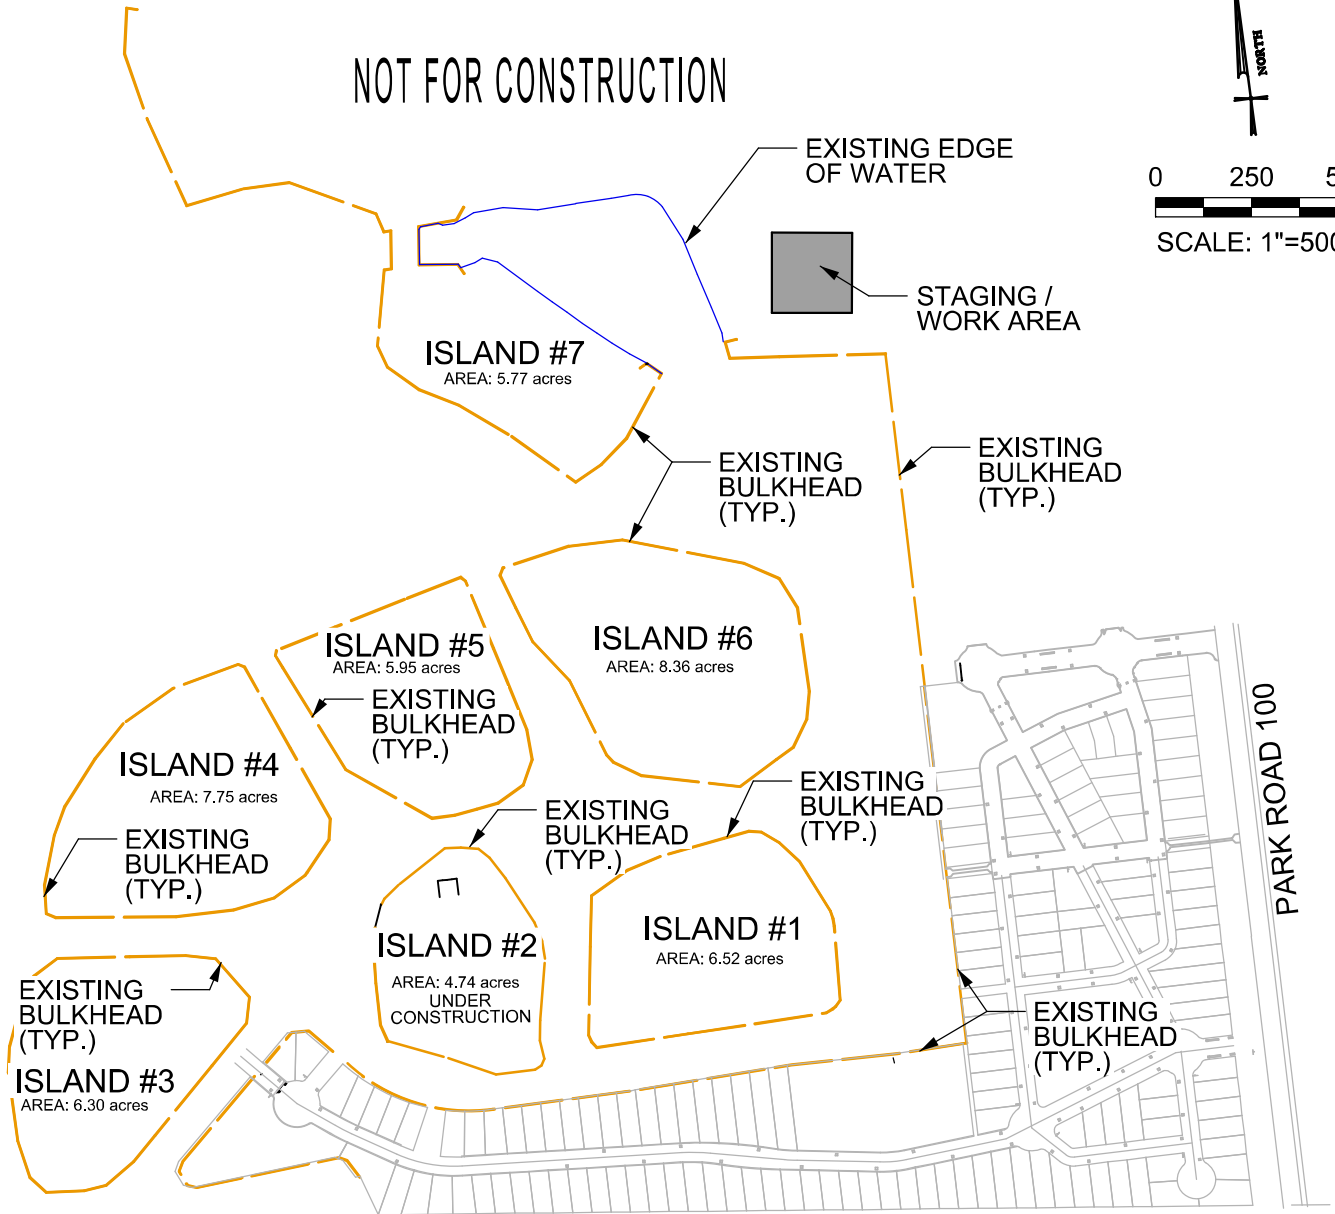 NOT FOR CONSTRUCTION
NORTH
EXISTING EDGE
OF WATER
0 250
SCALE: 1"=500
STAGING /
WORK AREA
ISLAND #7
AREA: 5.77 acres
EXISTING
BULKHEAD
(TYP.)
EXISTING
BULKHEAD
(TYP.)
ISLAND #5
AREA: 5.95 acres
EXISTING
BULKHEAD
(TYP.)
ISLAND #6
AREA: 8.36 acres
ISLAND #4
AREA: 7.75 acres
EXISTING
BULKHEAD
(TYP.)
EXISTING
BULKHEAD
(TYP.)
EXISTING
BULKHEAD
(TYP.)
PARK ROAD 100
ISLAND #2
AREA: 4.74 acres
UNDER
CONSTRUCTION
ISLAND #1
AREA: 6.52 acres
EXISTING
BULKHEAD
(TYP.)
ISLAND #3
AREA: 6.30 acres
EXISTING
BULKHEAD
(TYP.)